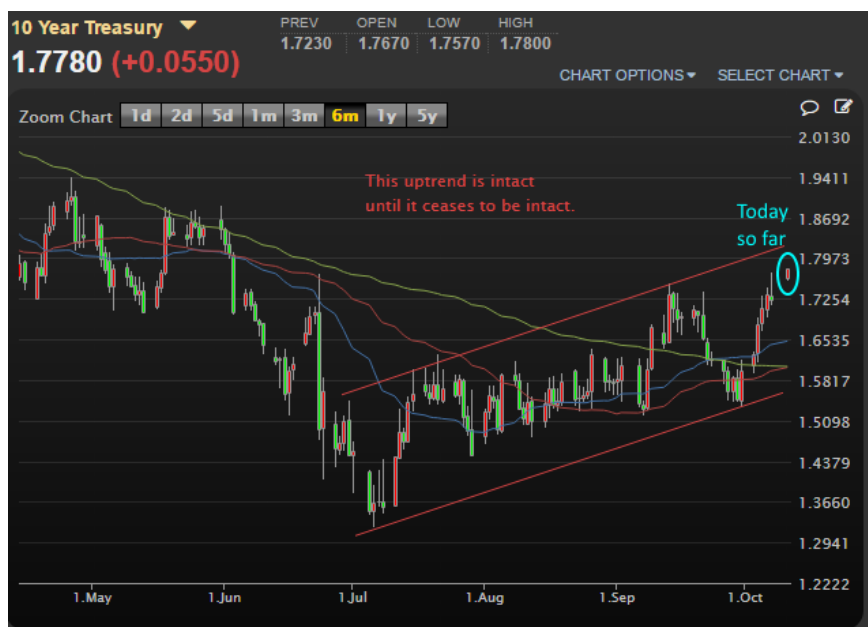 10 Year Treasury
PREV OPEN LOW HIGH
1.7230 1.7670 1.7570 1.7800
1.7780 (+0.0550)
CHART OPTIONS SELECT CHART
Zoom Chart 1d 2d 5d 1m 3m 6m 1y 5y
2.0130
This uptrend is intact
until it ceases to be intact.
1.9411
Today
so far
1.8692
1.7973
1.7254
1.6535
1.5817
1.5098
1.4379
1.3660
1.2941
1.2222
1.May 1.Jun 1.Jul 1.Aug 1.Sep 1.Oct